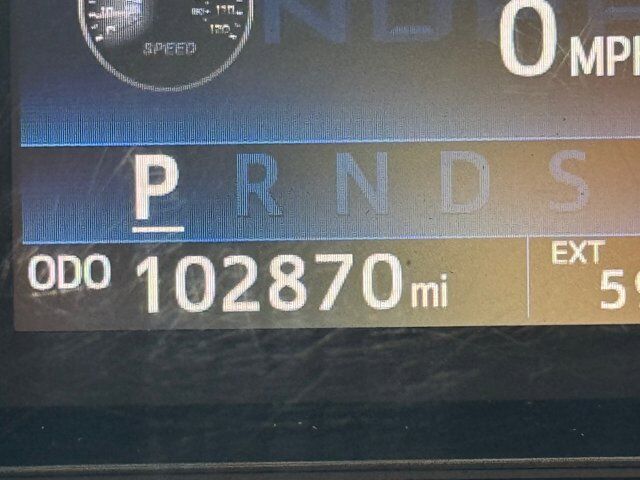 SPEED
0 MPH
P R N D S
ODO 102870 mi
EXT